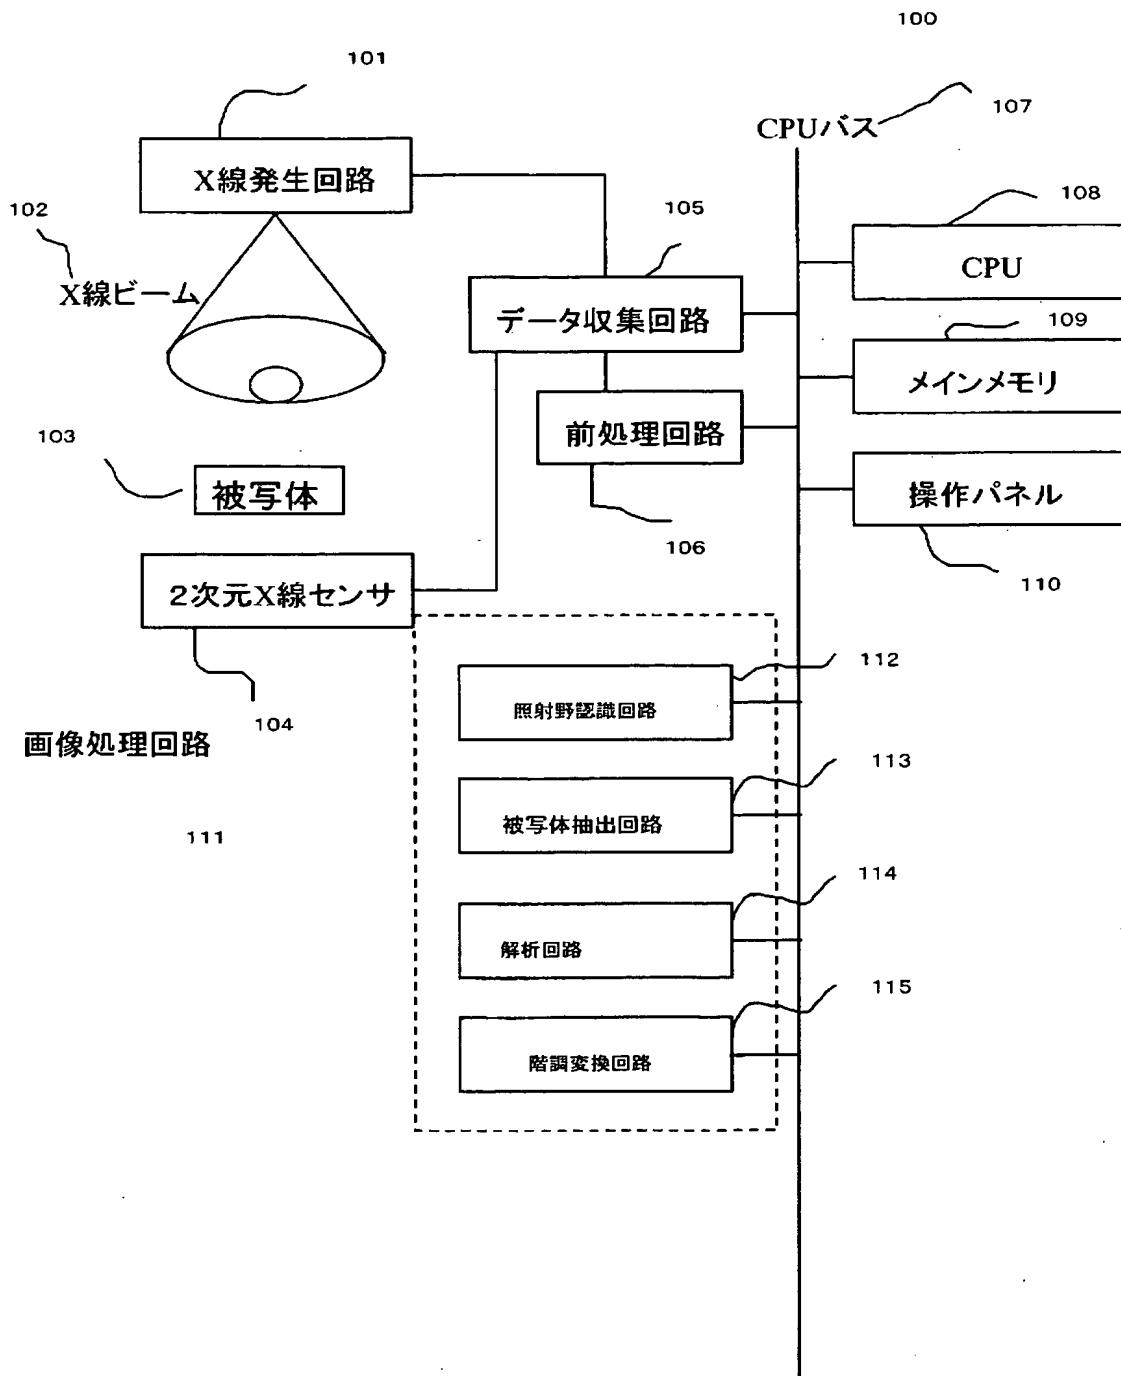 100
101
CPUバス
107
X線発生回路
102
X線ビーム
105
データ収集回路
108
CPU
109
メインメモリ
前処理回路
103
被写体
106
操作パネル
110
2次元X線センサ
104
画像処理回路
111
112
照射野認識回路
113
被写体抽出回路
114
解析回路
115
階調変換回路